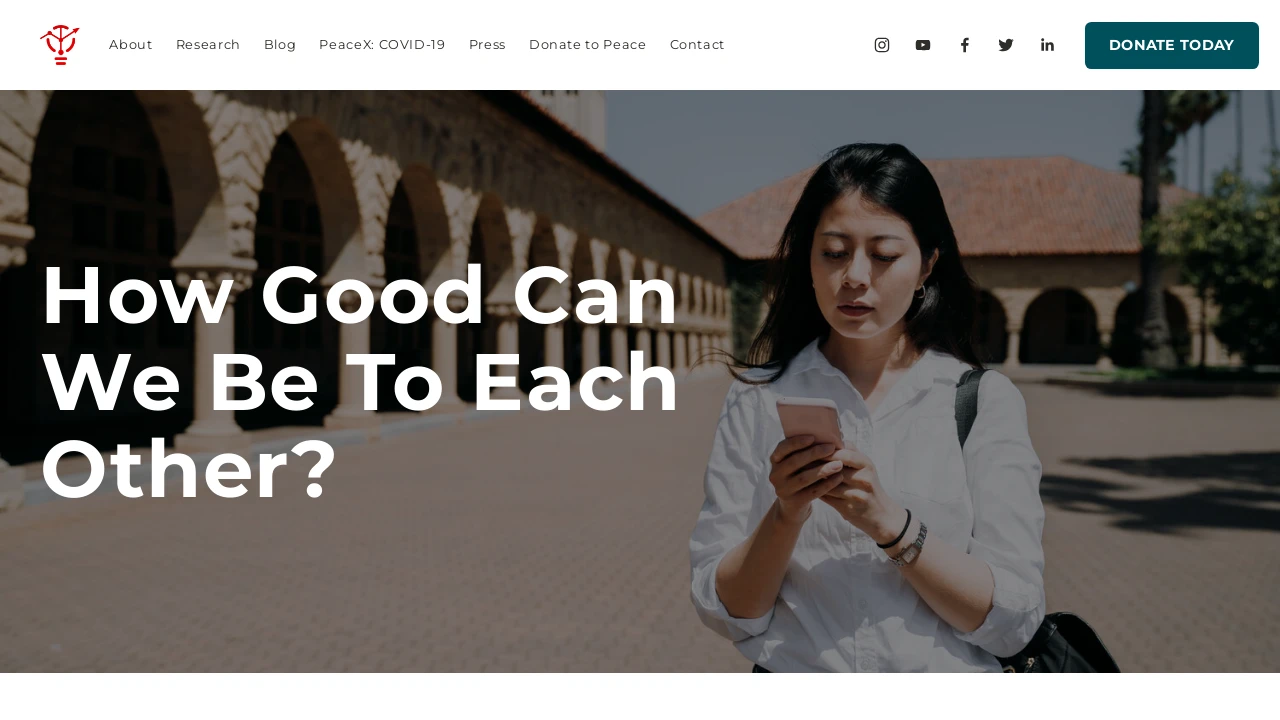 About
Research
Blog
PeaceX: COVID-19
Press
Donate to Peace
Contact
DONATE TODAY
How Good Can
We Be To Each
Other?